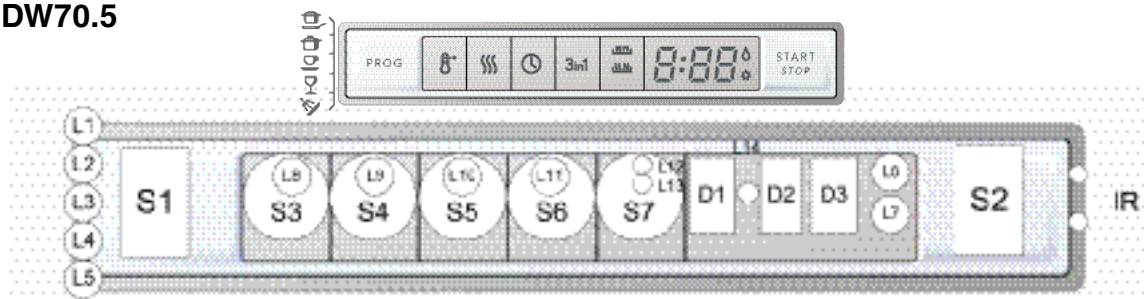 DW70.5
PROG 3in1 8:88 START
STOP
L1
L2 L8 L9 L10 L11 L12 L14 L6
L3 S1 S3 S4 S5 S6 S7 L13 D1 D2 D3 L7 S2 IR
L4
L5